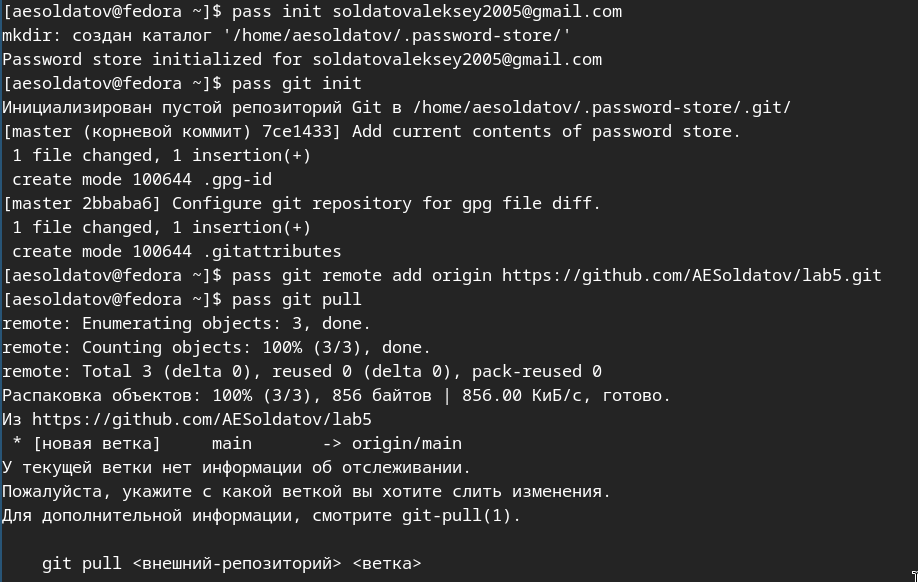 [aesoldatov@fedora ~]$ pass init soldatovaleksey2005@gmail.com
mkdir: создан каталог '/home/aesoldatov/.password-store/'
Password store initialized for soldatovaleksey2005@gmail.com
[aesoldatov@fedora ~]$ pass git init
Инициализирован пустой репозиторий Git в /home/aesoldatov/.password-store/.git/
[master (корневой коммит) 7ce1433] Add current contents of password store.
 1 file changed, 1 insertion(+)
 create mode 100644 .gpg-id
[master 2bbaba6] Configure git repository for gpg file diff.
 1 file changed, 1 insertion(+)
 create mode 100644 .gitattributes
[aesoldatov@fedora ~]$ pass git remote add origin https://github.com/AESoldatov/lab5.git
[aesoldatov@fedora ~]$ pass git pull
remote: Enumerating objects: 3, done.
remote: Counting objects: 100% (3/3), done.
remote: Total 3 (delta 0), reused 0 (delta 0), pack-reused 0
Распаковка объектов: 100% (3/3), 856 байтов | 856.00 КиБ/с, готово.
Из https://github.com/AESoldatov/lab5
 * [новая ветка]     main       -> origin/main
У текущей ветки нет информации об отслеживании.
Пожалуйста, укажите с какой веткой вы хотите слить изменения.
Для дополнительной информации, смотрите git-pull(1).
    git pull <внешний-репозиторий> <ветка>